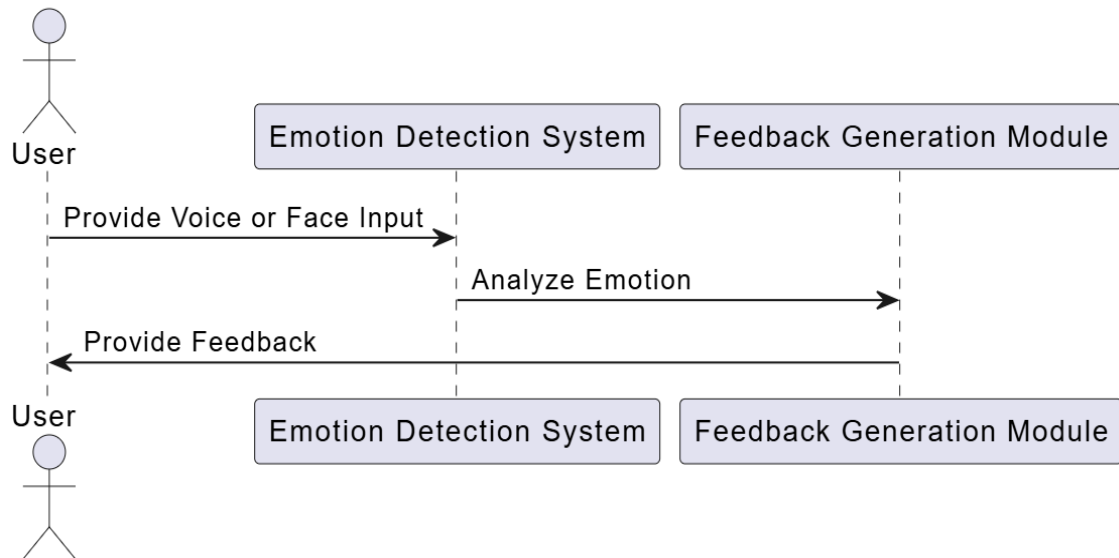 User
Emotion Detection System
Feedback Generation Module
Provide Voice or Face Input
Analyze Emotion
Provide Feedback
User
Emotion Detection System
Feedback Generation Module